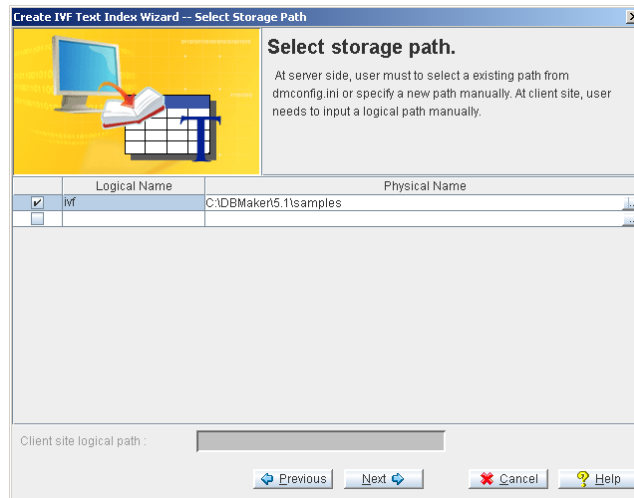 Create IVF Text Index Wizard -- Select Storage Path
Select storage path.
At server side, user must to select a existing path from
dmconfig.ini or specify a new path manually. At client site, user
needs to input a logical path manually.
Logical Name Physical Name
ivf C:\DBMaker\5.1\samples
Client site logical path :
Previous Next Cancel Help